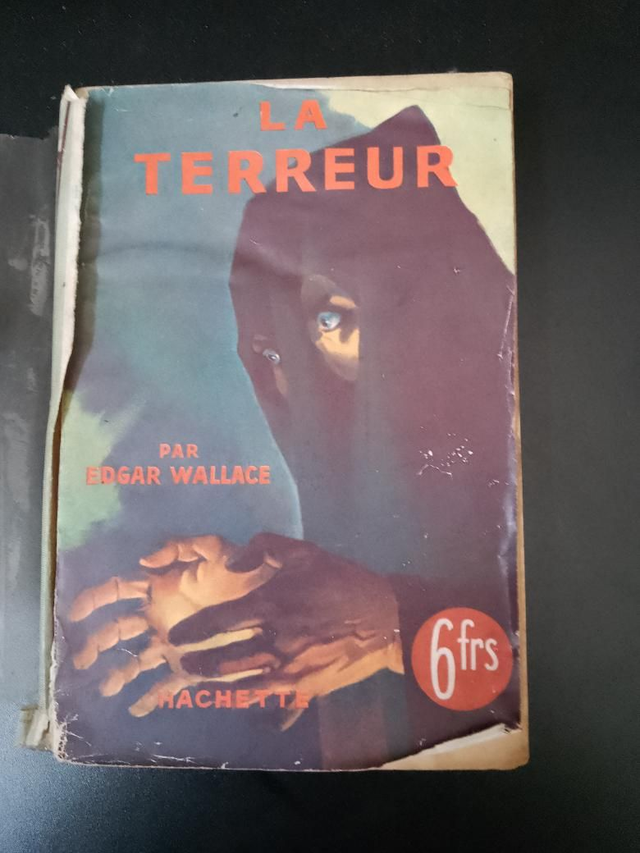 LA
TERREUR
PAR
EDGAR WALLACE
6frs
HACHETTE